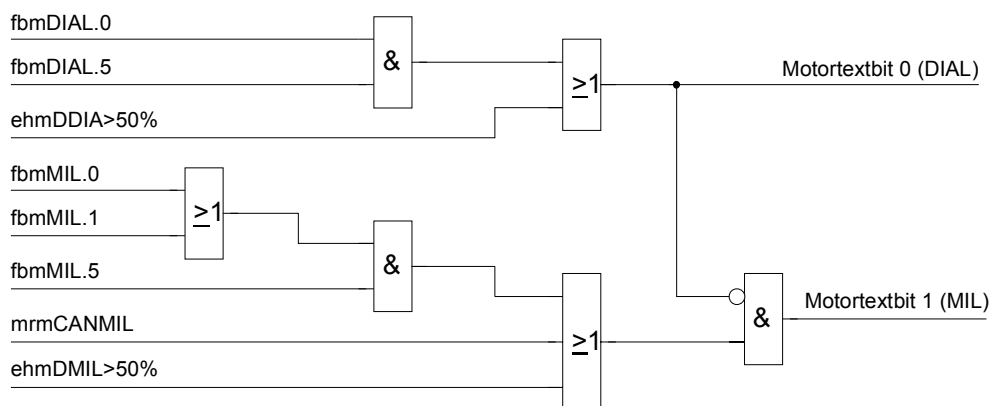 fbmDIAL.0
fbmDIAL.5
&
≥1
Motortextbit 0 (DIAL)
ehmDDIA>50%
fbmMIL.0
≥1
fbmMIL.1
&
fbmMIL.5
mrmCANMIL
≥1
&
Motortextbit 1 (MIL)
ehmDMIL>50%